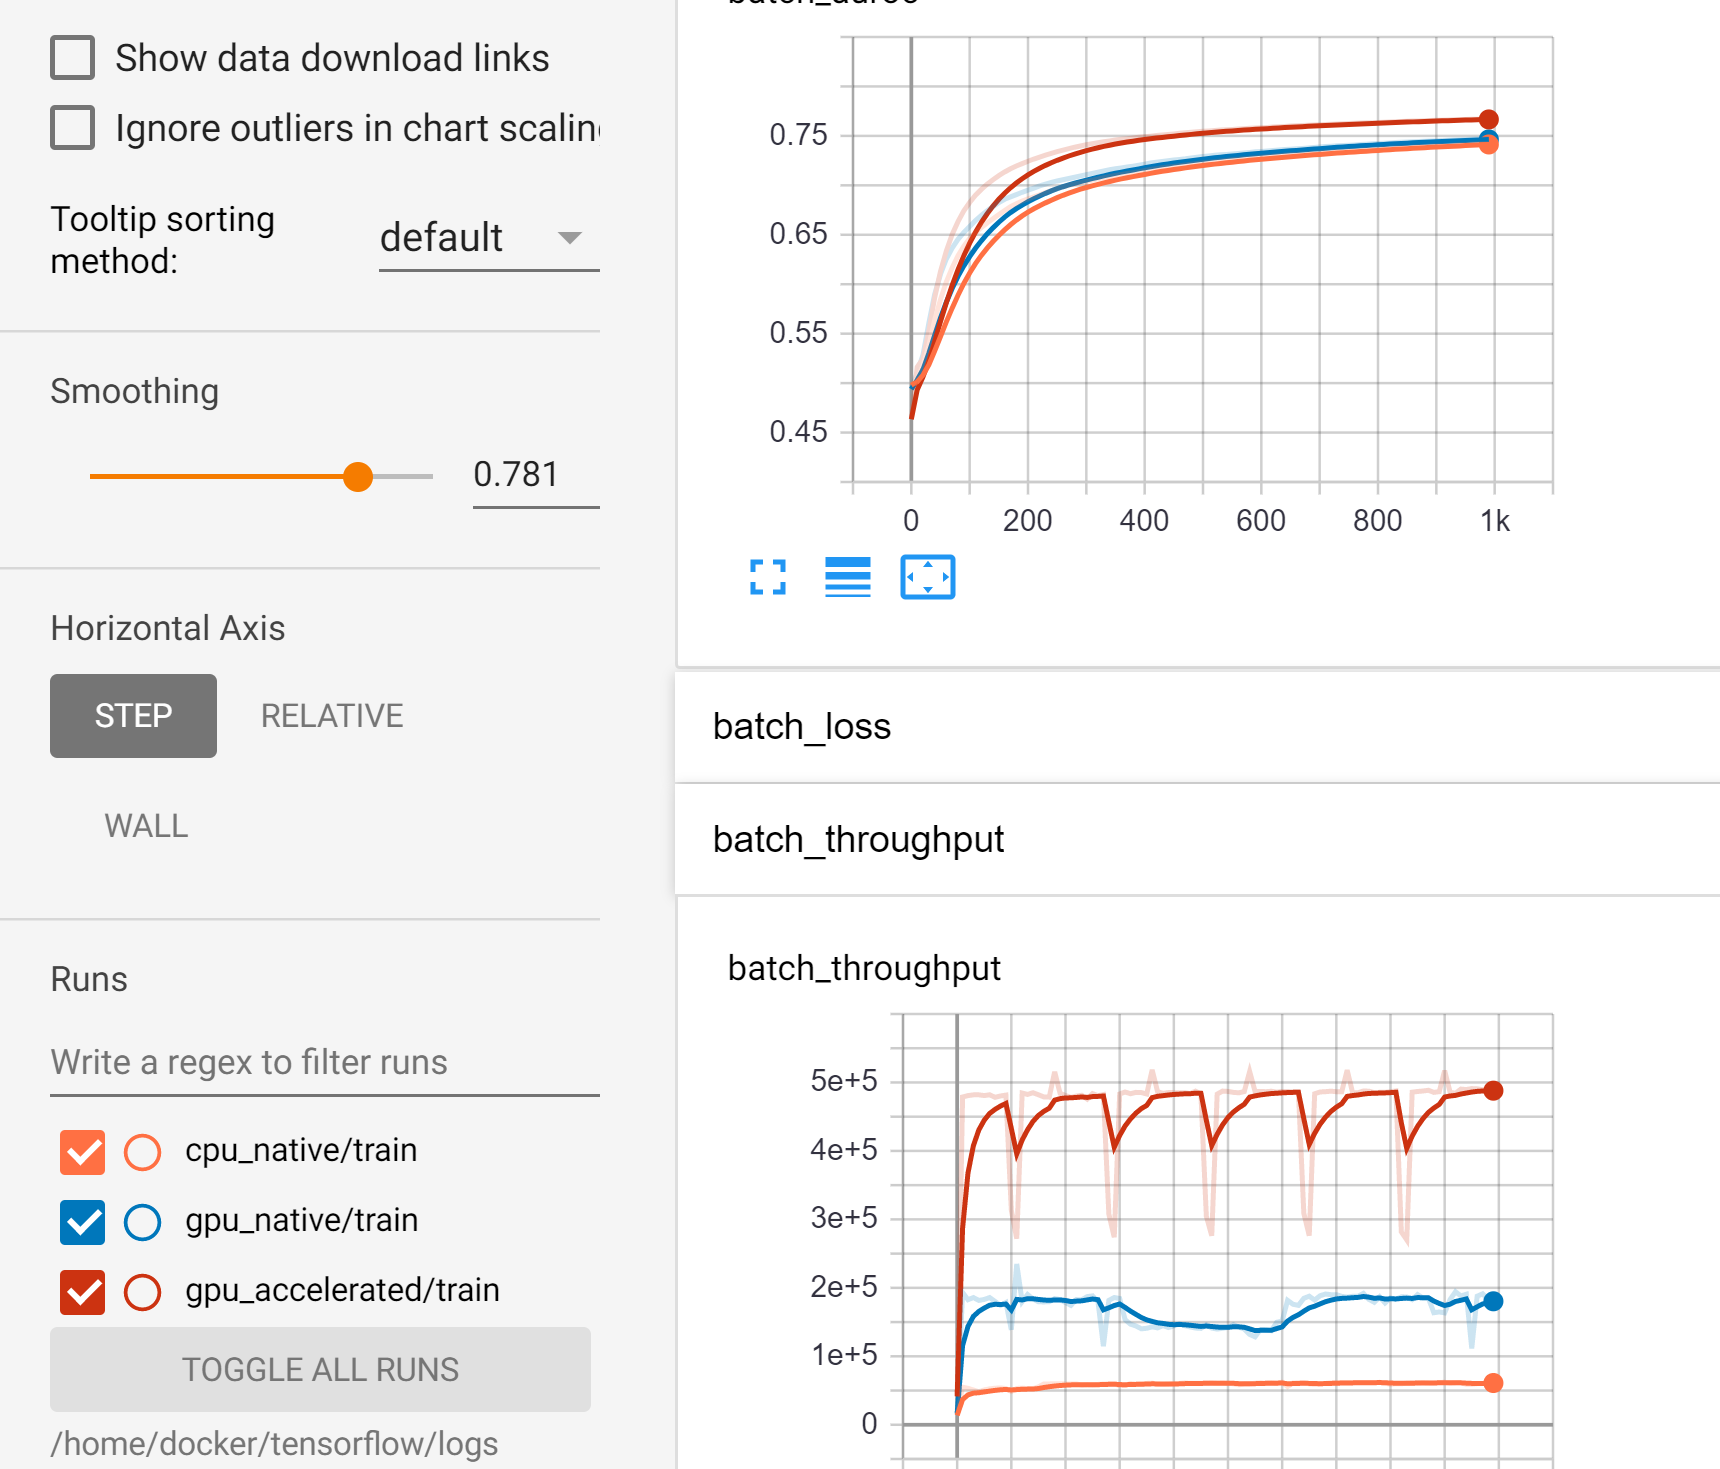 Show data download links
Ignore outliers in chart scalin
Tooltip sorting
method:
default
Smoothing
0.781
Horizontal Axis
STEP
RELATIVE
WALL
Runs
Write a regex to filter runs
cpu_native/train
gpu_native/train
gpu_accelerated/train
TOGGLE ALL RUNS
/home/docker/tensorflow/logs
0.75
0.65
0.55
0.45
0 200 400 600 800 1k
batch_loss
batch_throughput
batch_throughput
5e+5
4e+5
3e+5
2e+5
1e+5
0